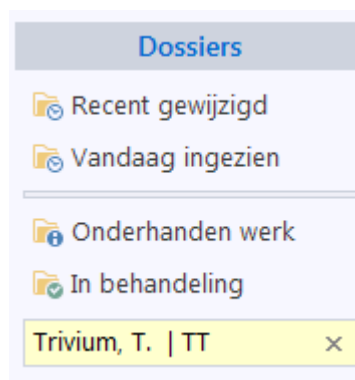 Dossiers
Recent gewijzigd
Vandaag ingezien
Onderhanden werk
In behandeling
Trivium, T. | TT